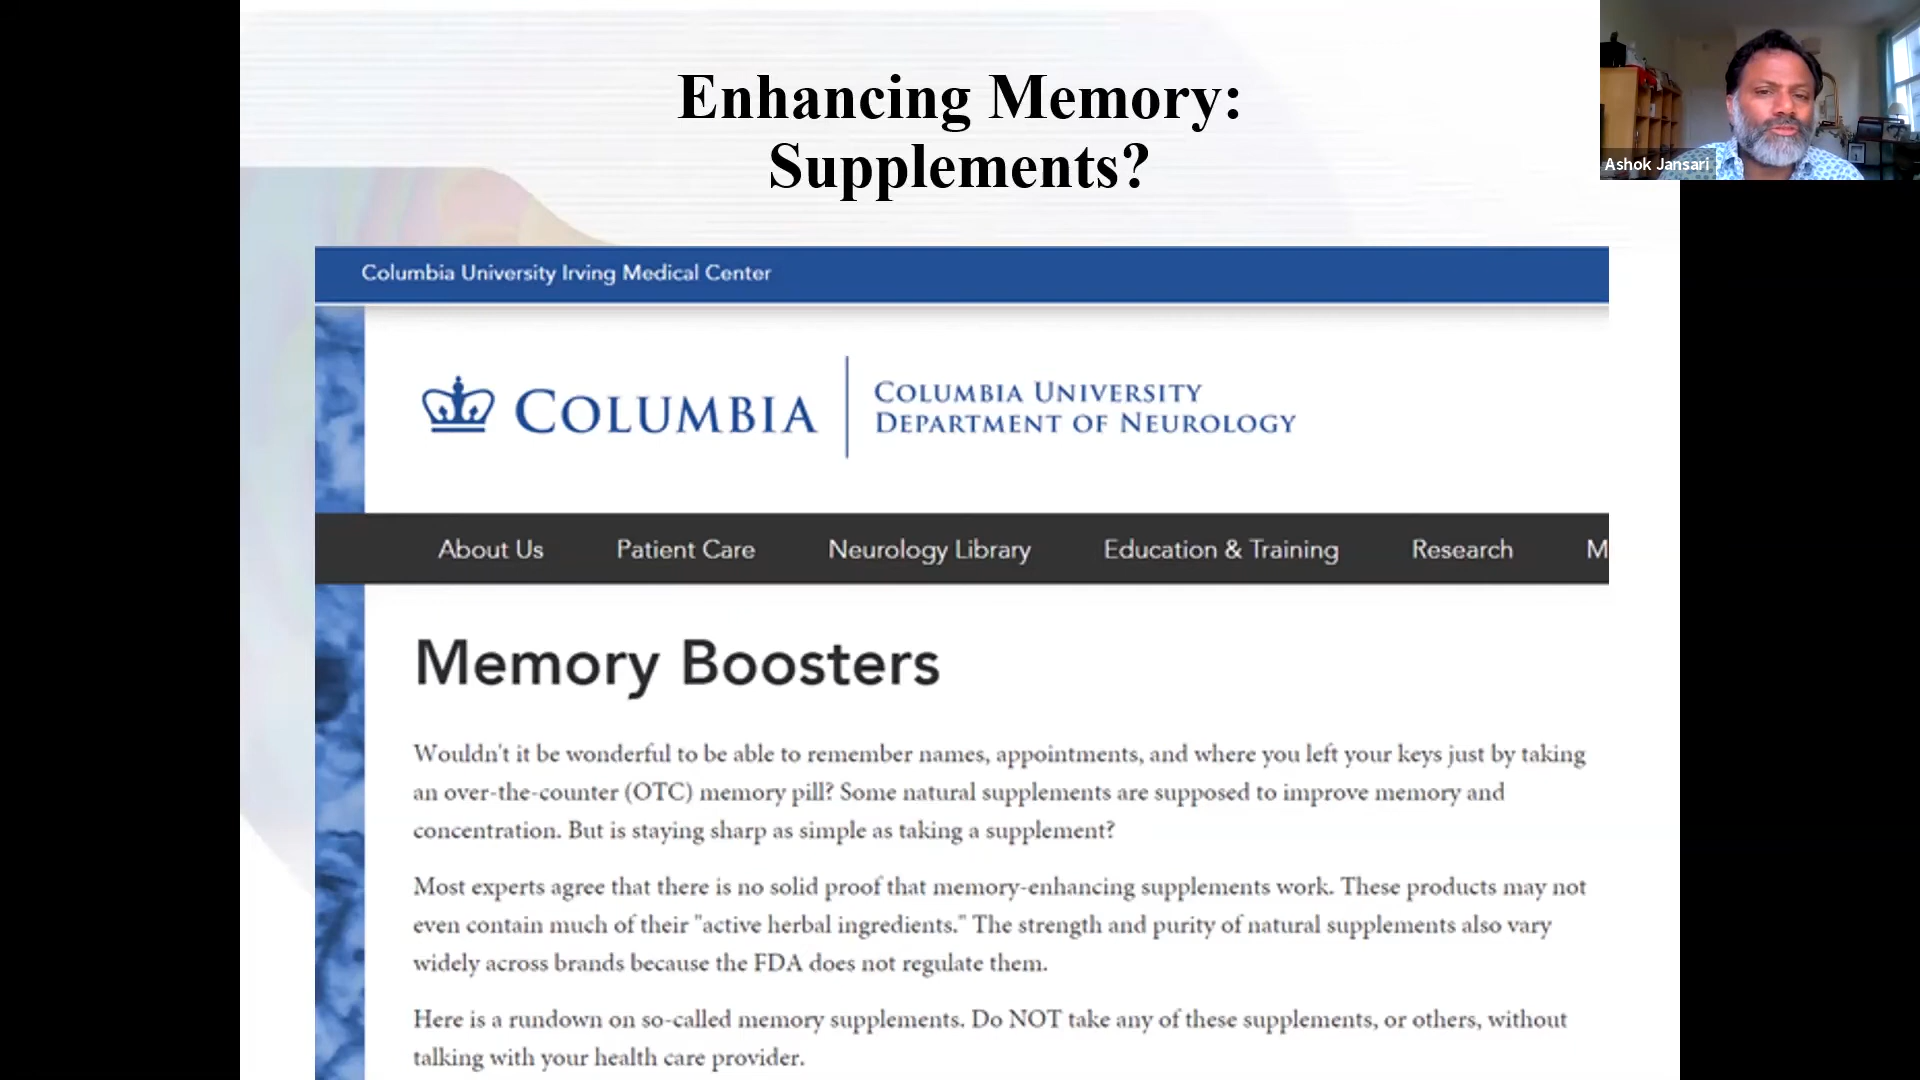 Enhancing Memory:
Supplements?
Ashok Jansari
Columbia University Irving Medical Center
COLUMBIA
COLUMBIA UNIVERSITY
DEPARTMENT OF NEUROLOGY
About Us Patient Care Neurology Library Education & Training Research M
Memory Boosters
Wouldn't it be wonderful to be able to remember names, appointments, and where you left your keys just by taking
an over-the-counter (OTC) memory pill? Some natural supplements are supposed to improve memory and
concentration. But is staying sharp as simple as taking a supplement?
Most experts agree that there is no solid proof that memory-enhancing supplements work. These products may not
even contain much of their "active herbal ingredients." The strength and purity of natural supplements also vary
widely across brands because the FDA does not regulate them.
Here is a rundown on so-called memory supplements. Do NOT take any of these supplements, or others, without
talking with your health care provider.